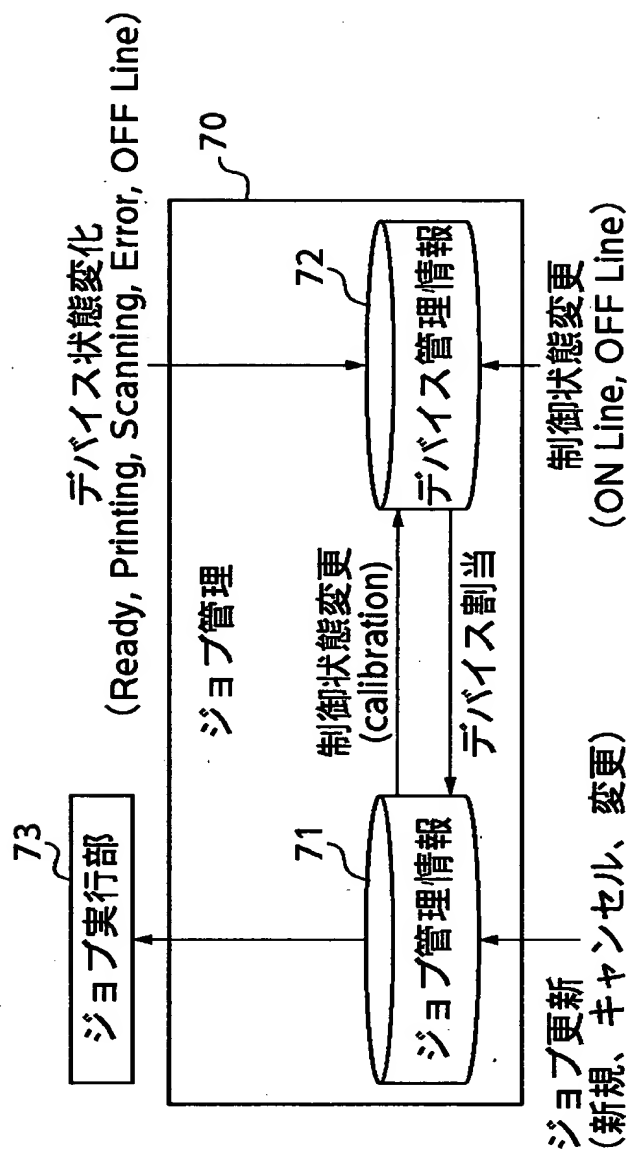 73
ジョブ実行部
デバイス状態変化
(Ready, Printing, Scanning, Error, OFF Line)
70
ジョブ管理
71
ジョブ管理情報
制御状態変更
(calibration)
デバイス割当
72
デバイス管理情報
ジョブ更新
(新規、キャンセル、変更)
制御状態変更
(ON Line, OFF Line)